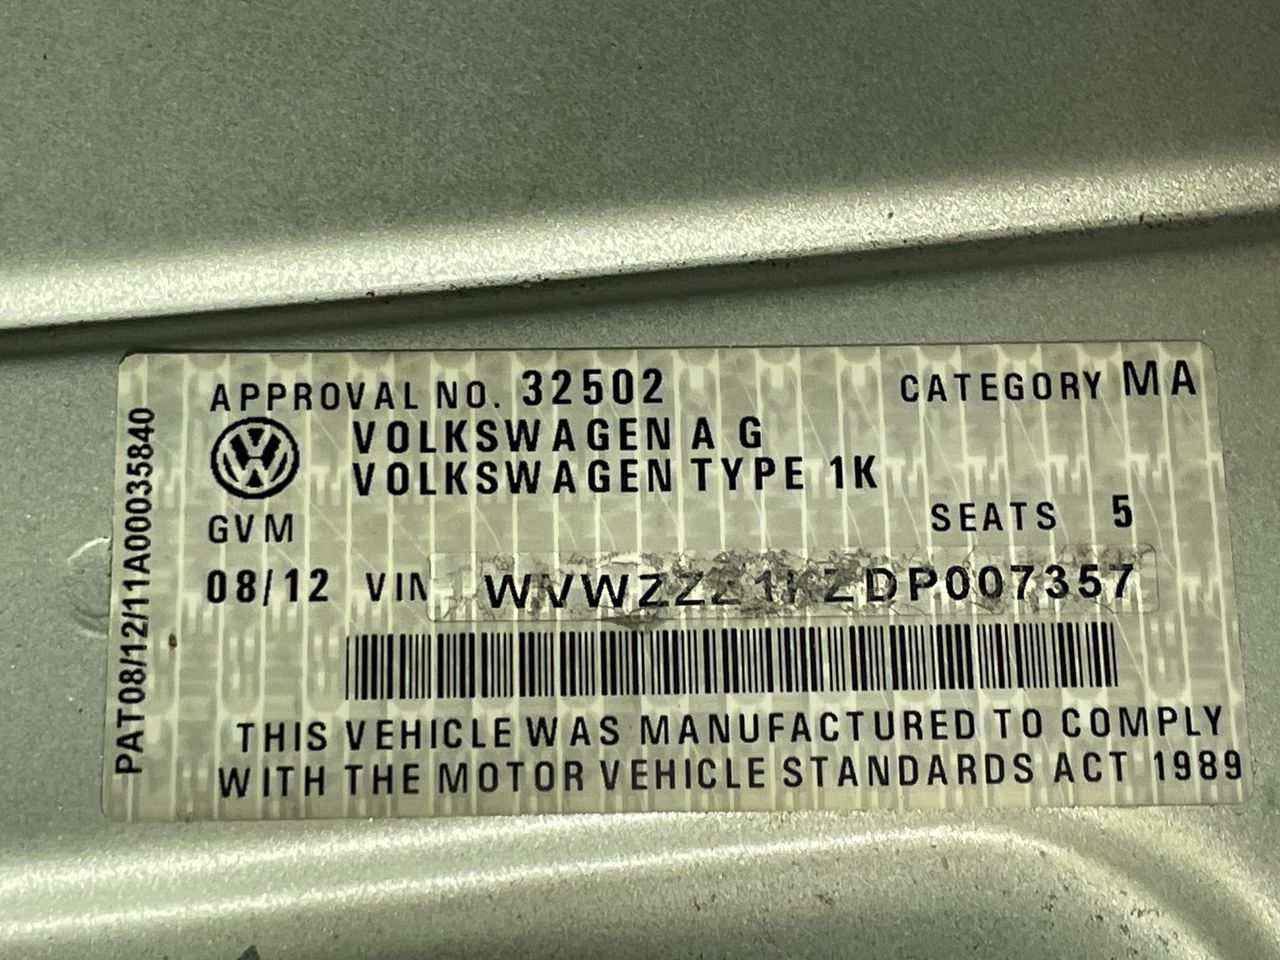 APPROVAL NO. 32502 CATEGORY MA
VOLKSWAGEN A G
VOLKSWAGEN TYPE 1K
GVM SEATS 5
08/12 VIN WVWZZZ1KZDP007357
THIS VEHICLE WAS MANUFACTURED TO COMPLY
WITH THE MOTOR VEHICLE STANDARDS ACT 1989
PAT08/12/11A00035840